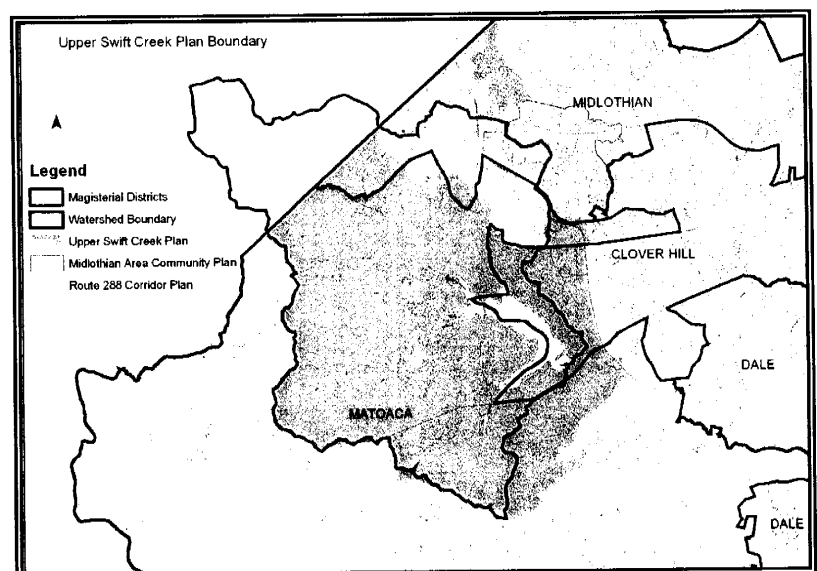 Upper Swift Creek Plan Boundary
MIDLOTHIAN
Legend
Magisterial Districts
Watershed Boundary
Upper Swift Creek Plan
Midlothian Area Community Plan
Route 288 Corridor Plan
CLOVER HILL
DALE
MATOACA
DALE